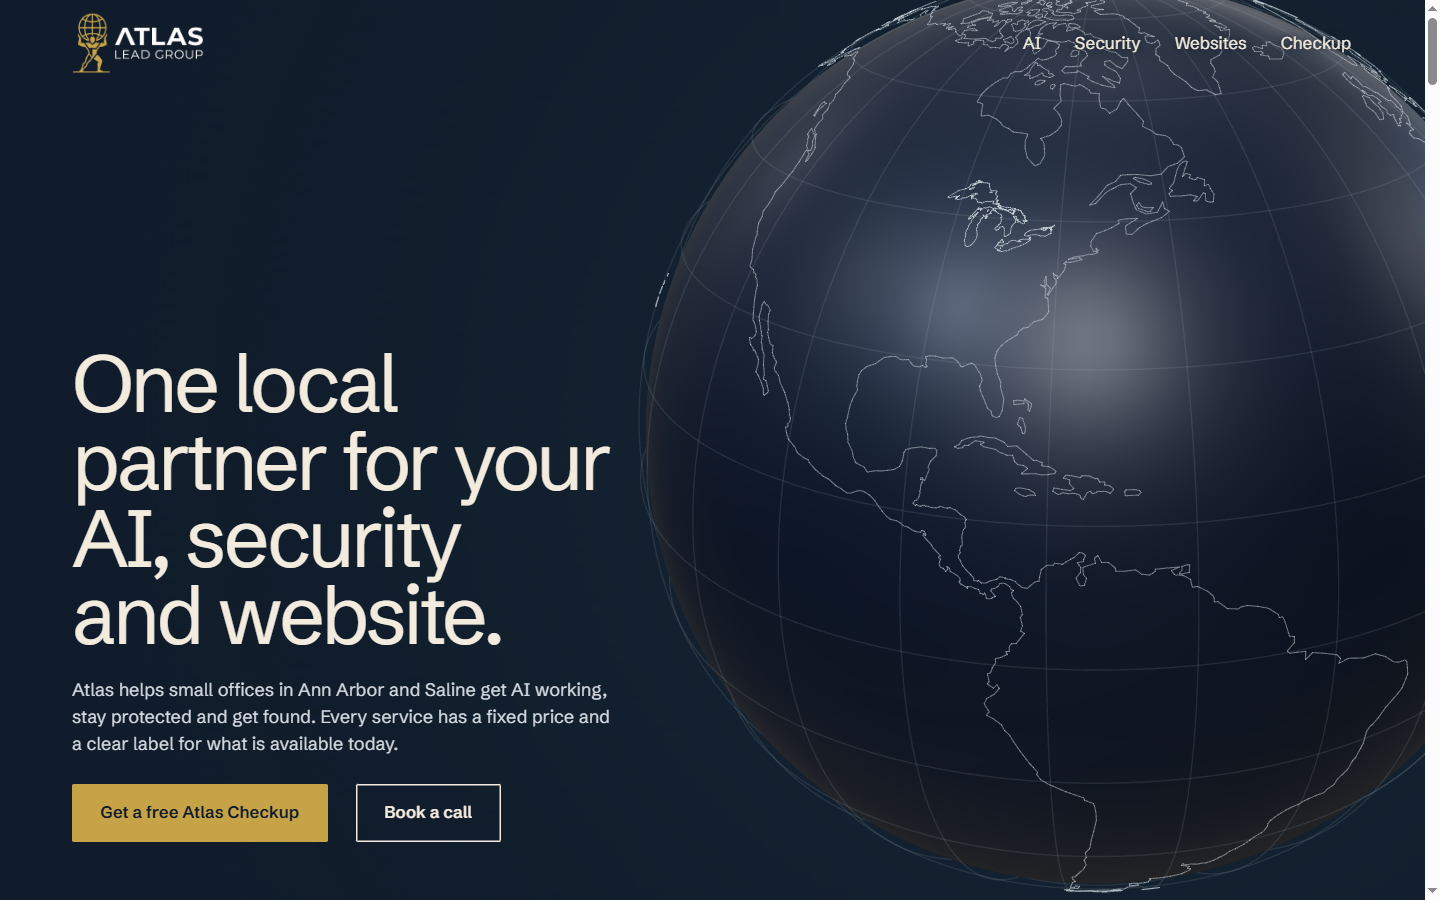 ATLAS
LEAD GROUP
AI
Security
Websites
Checkup
One local
partner for your
AI, security
and website.
Atlas helps small offices in Ann Arbor and Saline get AI working,
stay protected and get found. Every service has a fixed price and
a clear label for what is available today.
Get a free Atlas Checkup
Book a call